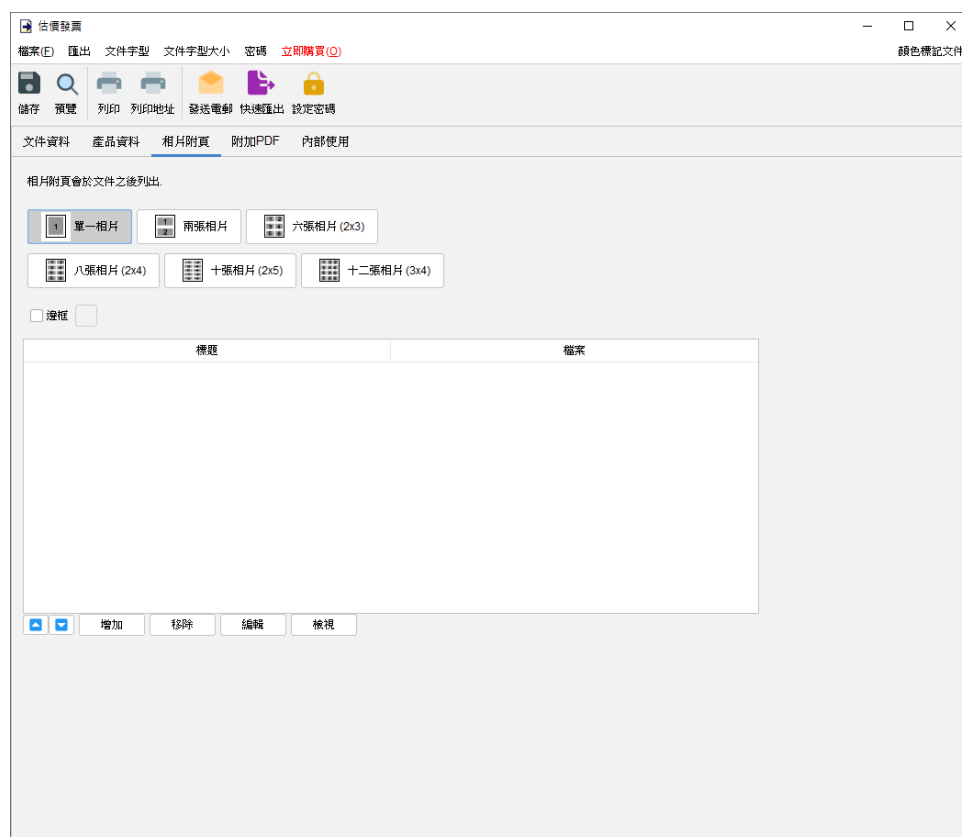 估價發票
檔案(F) 匯出 文件字型 文件字型大小 密碼 立即購買(O) 顏色標記文件
儲存 預覽 列印 列印地址 發送電郵 快速匯出 設定密碼
文件資料 產品資料 相片附頁 附加PDF 內部使用
相片附頁會於文件之後列出.
1 單一相片 1 2 兩張相片 六張相片 (2x3)
八張相片 (2x4) 十張相片 (2x5) 十二張相片 (3x4)
邊框
標題 檔案
增加 移除 編輯 檢視